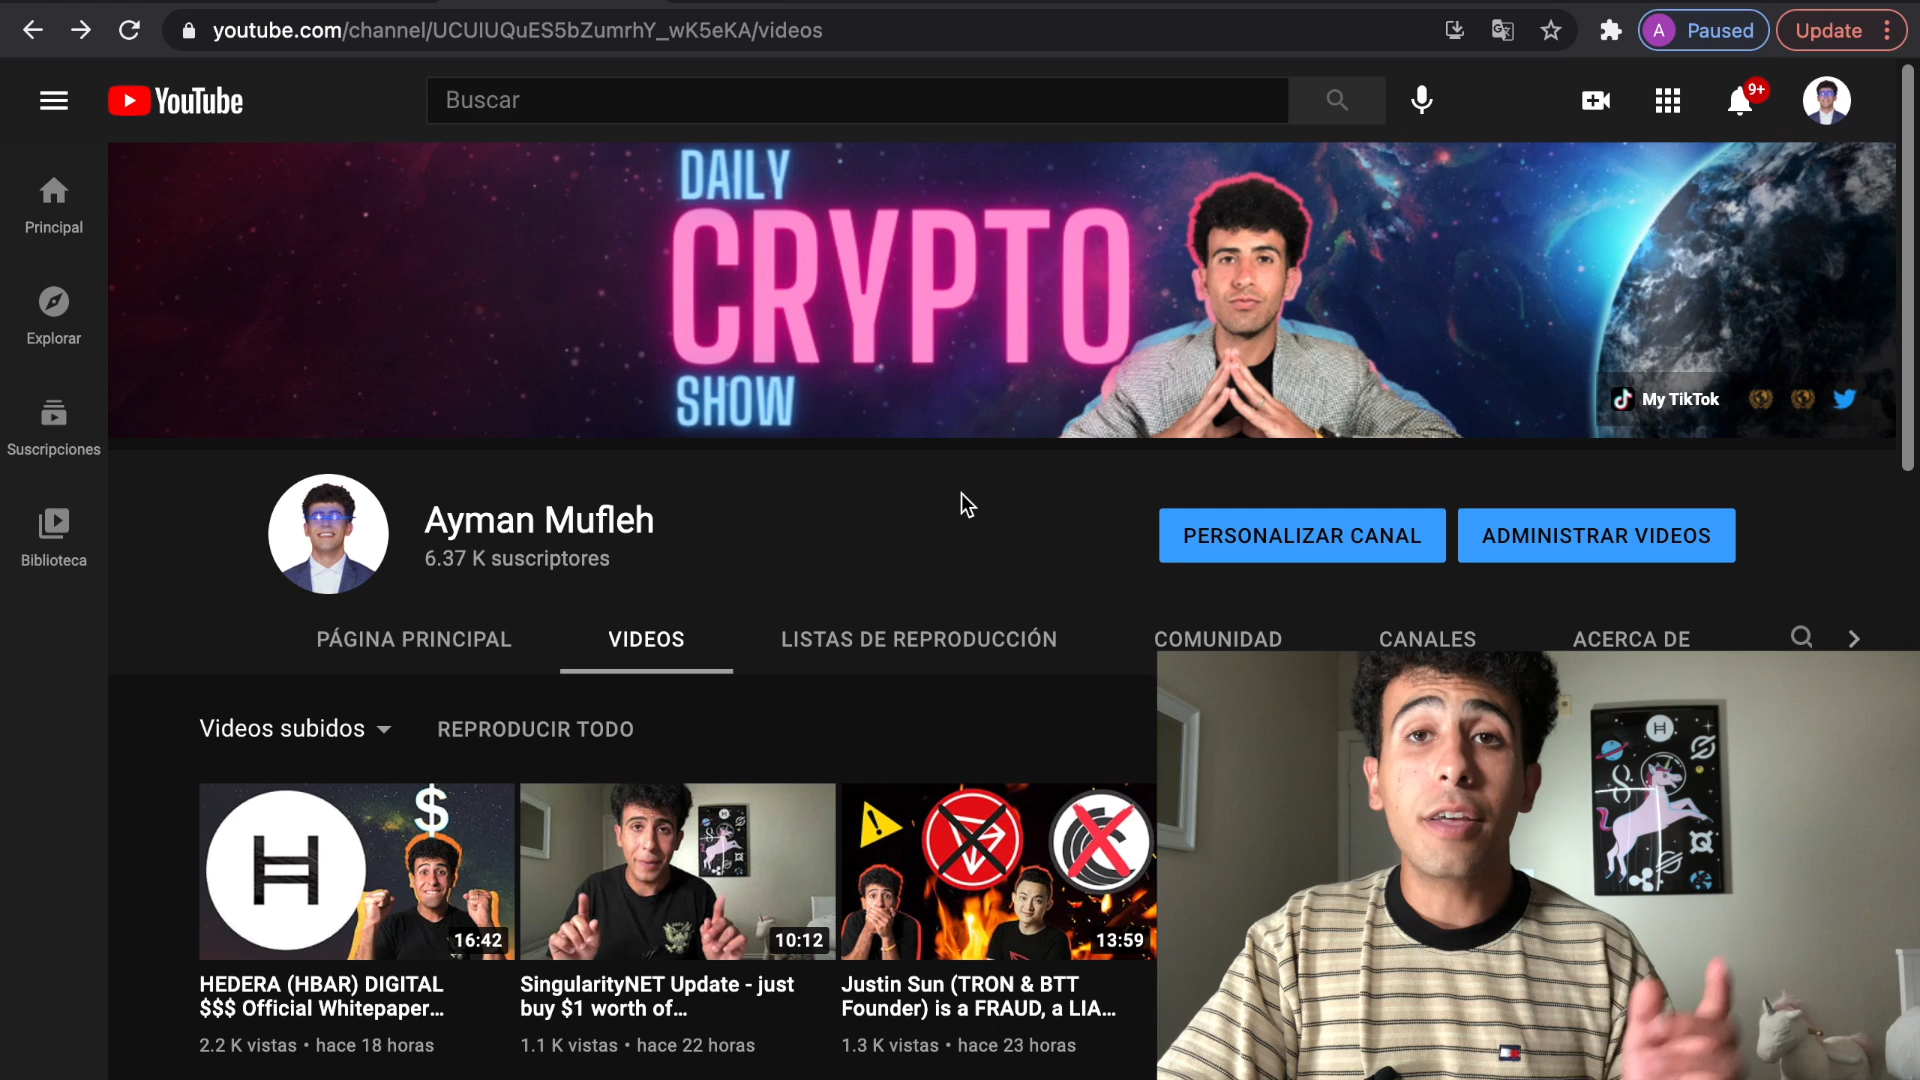 youtube.com/channel/UCUlUQuES5bZumrhY_wK5eKA/videos
A
Paused
Update
YouTube
Buscar
9+
Principal
Explorar
Suscripciones
Biblioteca
DAILY
CRYPTO
SHOW
My TikTok
Ayman Mufleh
6.37 K suscriptores
PERSONALIZAR CANAL
ADMINISTRAR VIDEOS
PÁGINA PRINCIPAL
VIDEOS
LISTAS DE REPRODUCCIÓN
COMUNIDAD
CANALES
ACERCA DE
Videos subidos
REPRODUCIR TODO
$
H
16:42
10:12
13:59
HEDERA (HBAR) DIGITAL
$$$ Official Whitepaper...
2.2 K vistas • hace 18 horas
SingularityNET Update - just
buy $1 worth of...
1.1 K vistas • hace 22 horas
Justin Sun (TRON & BTT
Founder) is a FRAUD, a LIA...
1.3 K vistas • hace 23 horas